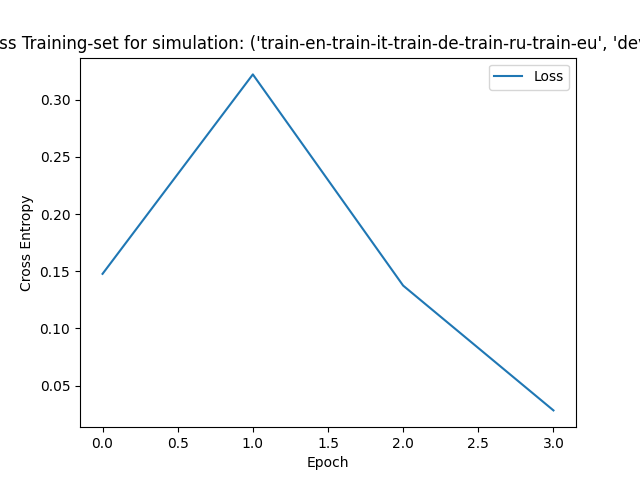 ss Training-set for simulation: ('train-en-train-it-train-de-train-ru-train-eu', 'dev
Loss
Cross Entropy
0.30
0.25
0.20
0.15
0.10
0.05
0.0 0.5 1.0 1.5 2.0 2.5 3.0
Epoch